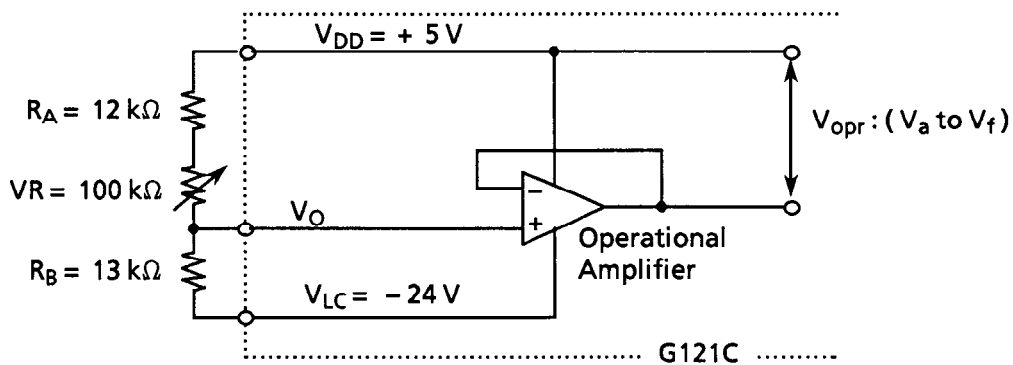 V_DD = + 5 V
R_A = 12 kΩ
V_opr : ( V_a to V_f )
VR = 100 kΩ
V_O
−
+
Operational
Amplifier
R_B = 13 kΩ
V_LC = − 24 V
G121C